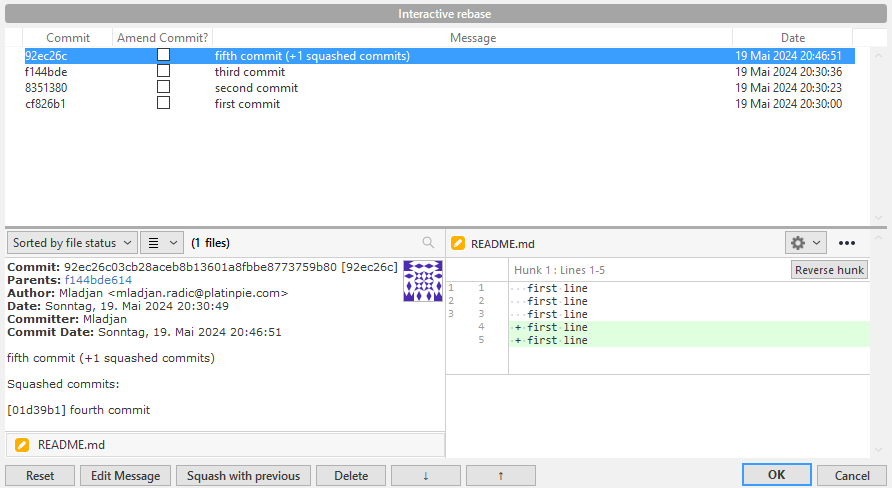 Interactive rebase
Commit Amend Commit? Message Date
92ec26c fifth commit (+1 squashed commits) 19 Mai 2024 20:46:51
f144bde third commit 19 Mai 2024 20:30:36
8351380 second commit 19 Mai 2024 20:30:23
cf826b1 first commit 19 Mai 2024 20:30:00
Sorted by file status (1 files)
Commit: 92ec26c03cb28aceb8b13601a8fbbe8773759b80 [92ec26c]
Parents: f144bde614
Author: Mladjan <mladjan.radic@platinpie.com>
Date: Sonntag, 19. Mai 2024 20:30:49
Committer: Mladjan
Commit Date: Sonntag, 19. Mai 2024 20:46:51
fifth commit (+1 squashed commits)
Squashed commits:
[01d39b1] fourth commit
README.md
README.md
Hunk 1 : Lines 1-5 Reverse hunk
1 1 first line
2 2 first line
3 3 first line
4 + first line
5 + first line
Reset Edit Message Squash with previous Delete ↓ ↑ OK Cancel